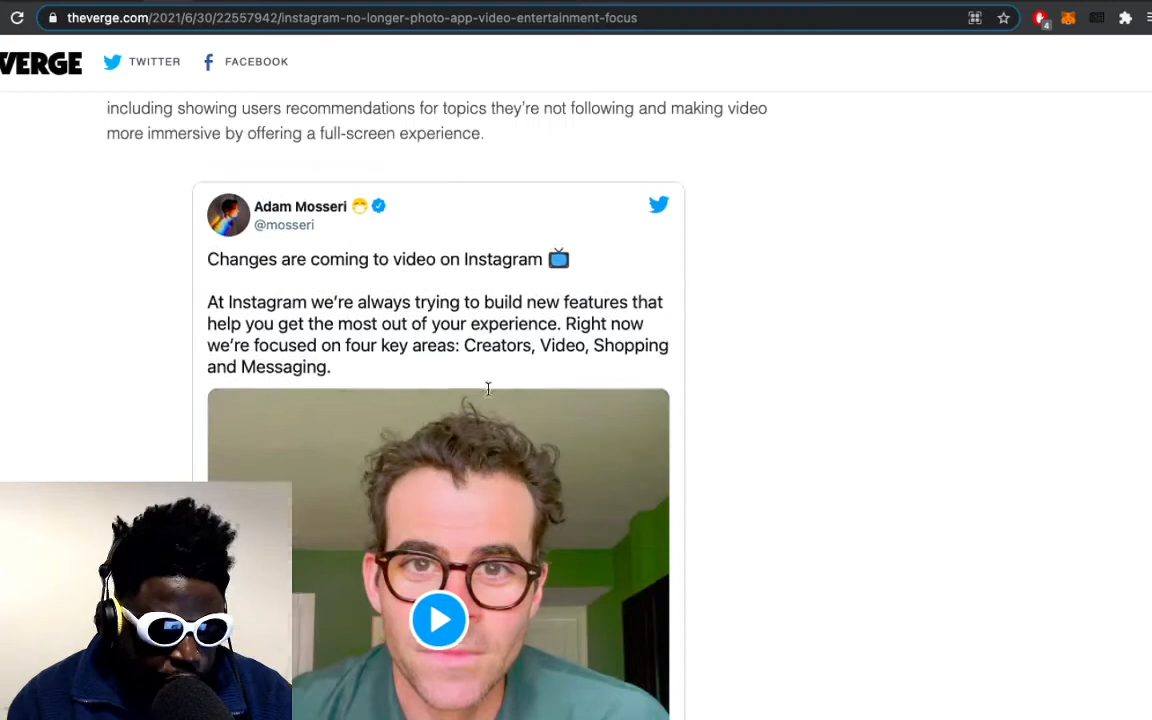 theverge.com/2021/6/30/22557942/instagram-no-longer-photo-app-video-entertainment-focus
4
VERGE TWITTER FACEBOOK
including showing users recommendations for topics they’re not following and making video
more immersive by offering a full-screen experience.
Adam Mosseri 😷
@mosseri
Changes are coming to video on Instagram 📺
At Instagram we’re always trying to build new features that
help you get the most out of your experience. Right now
we’re focused on four key areas: Creators, Video, Shopping
and Messaging.